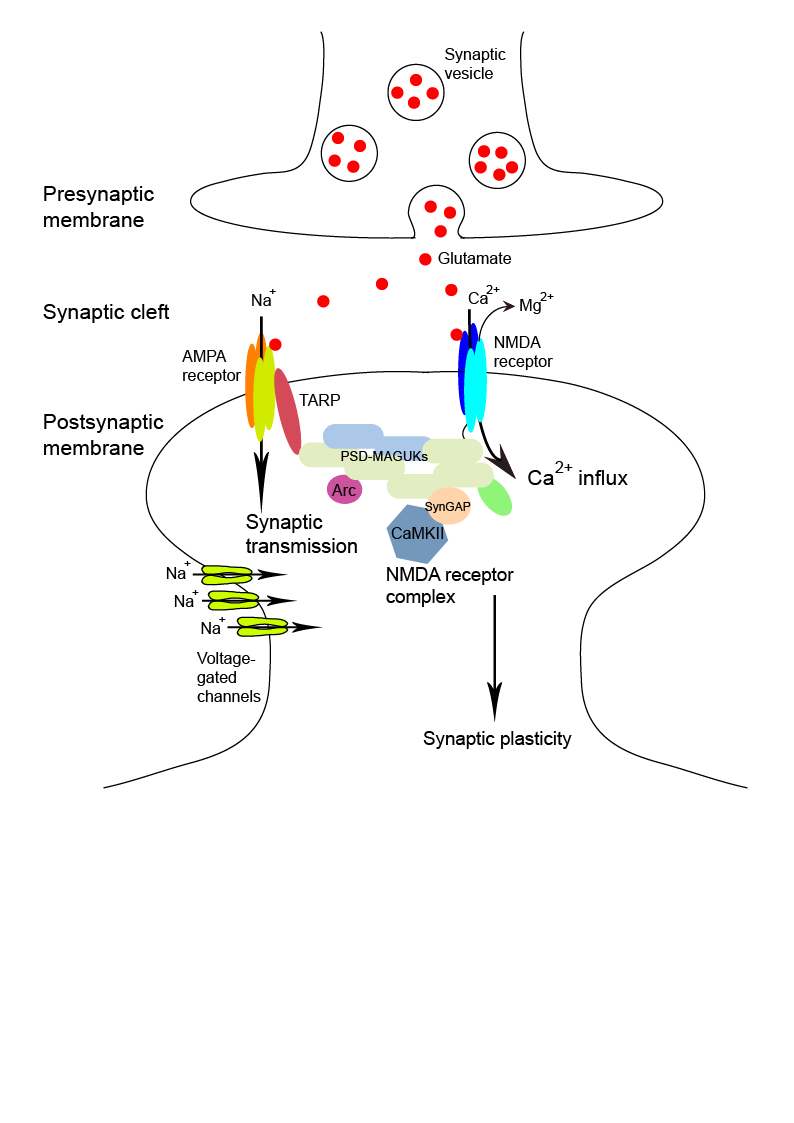 Synaptic
vesicle
Presynaptic
membrane
Glutamate
Synaptic cleft
Na+
Ca2+
Mg2+
AMPA
receptor
NMDA
receptor
TARP
Postsynaptic
membrane
PSD-MAGUKs
Ca2+ influx
Arc
SynGAP
CaMKII
Synaptic
transmission
NMDA receptor
complex
Na+
Na+
Na+
Voltage-
gated
channels
Synaptic plasticity